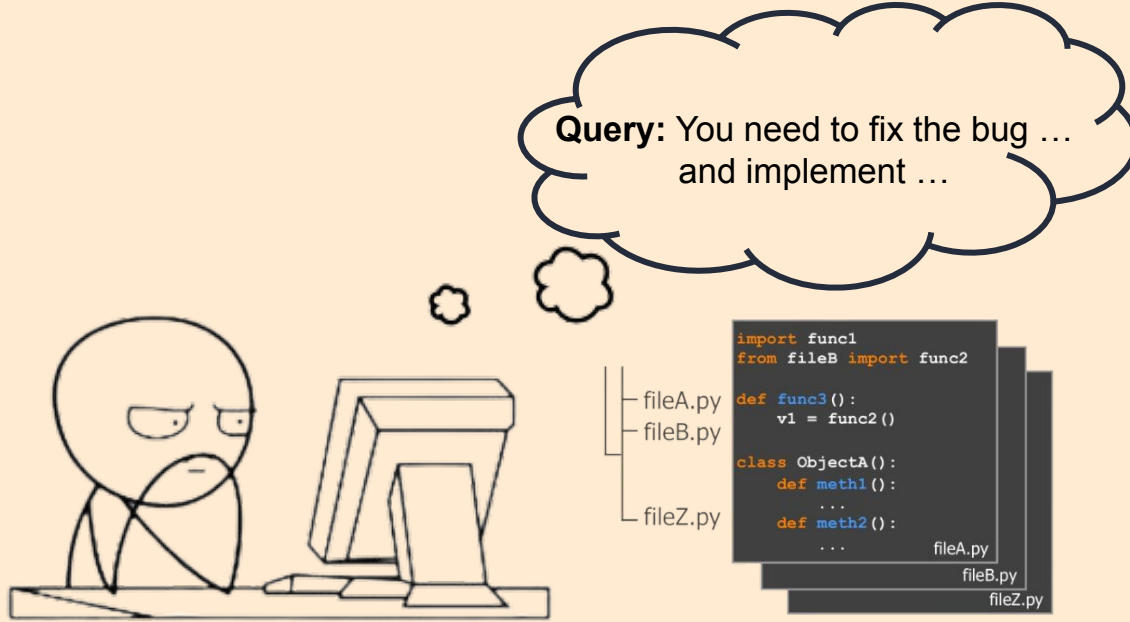 Query: You need to fix the bug …
and implement …
fileA.py
fileB.py
fileZ.py
import func1
from fileB import func2
def func3():
v1 = func2()
class ObjectA():
def meth1():
...
def meth2():
...
fileA.py
fileB.py
fileZ.py